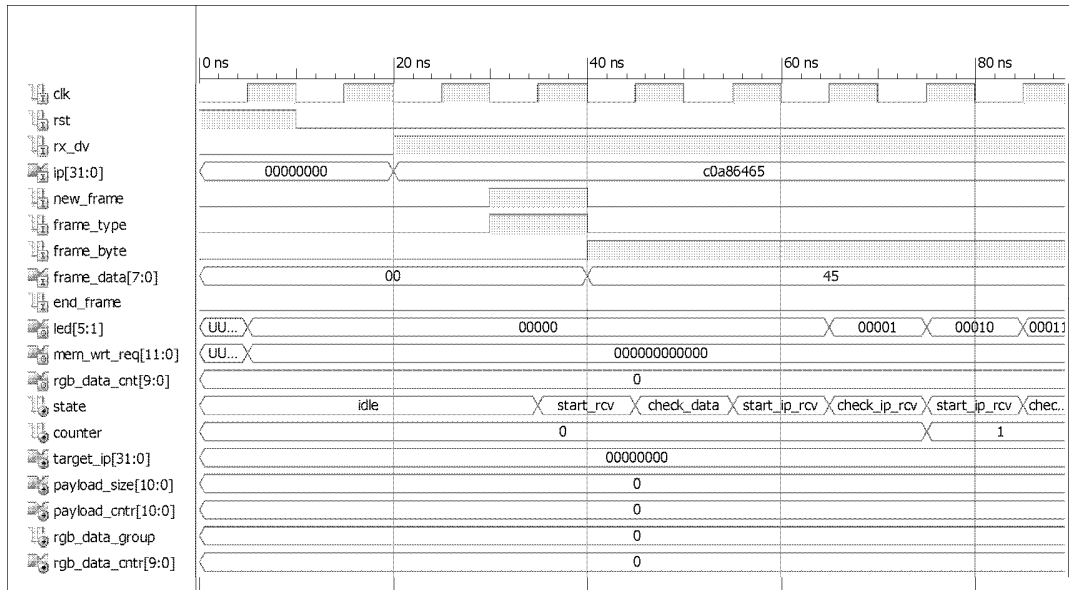 0 ns 20 ns 40 ns 60 ns 80 ns
clk
rst
rx_dv
ip[31:0] 00000000 c0a86465
new_frame
frame_type
frame_byte
frame_data[7:0] 00 45
end_frame
led[5:1] UU... 00000 00001 00010 00011
mem_wrt_req[11:0] UU... 000000000000
rgb_data_cnt[9:0] 0
state idle start_rcv check_data start_ip_rcv check_ip_rcv start_ip_rcv chec...
counter 0 1
target_ip[31:0] 00000000
payload_size[10:0] 0
payload_cntr[10:0] 0
rgb_data_group 0
rgb_data_cntr[9:0] 0